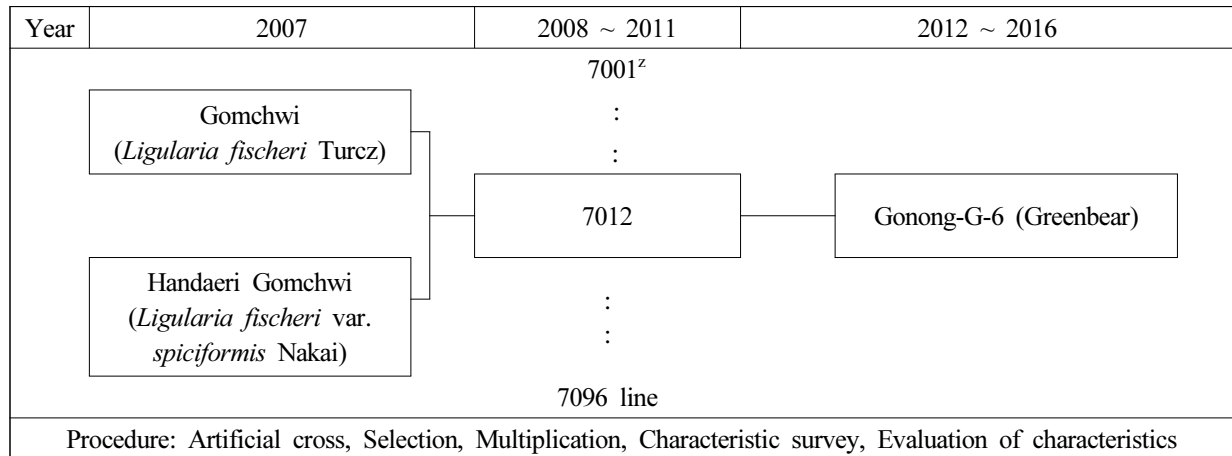 Year 2007 2008 ~ 2011 2012 ~ 2016
7001z
:
:
Gomchwi
(Ligularia fischeri Turcz)
7012
Gonong-G-6 (Greenbear)
Handaeri Gomchwi
(Ligularia fischeri var.
spiciformis Nakai)
:
:
7096 line
Procedure: Artificial cross, Selection, Multiplication, Characteristic survey, Evaluation of characteristics